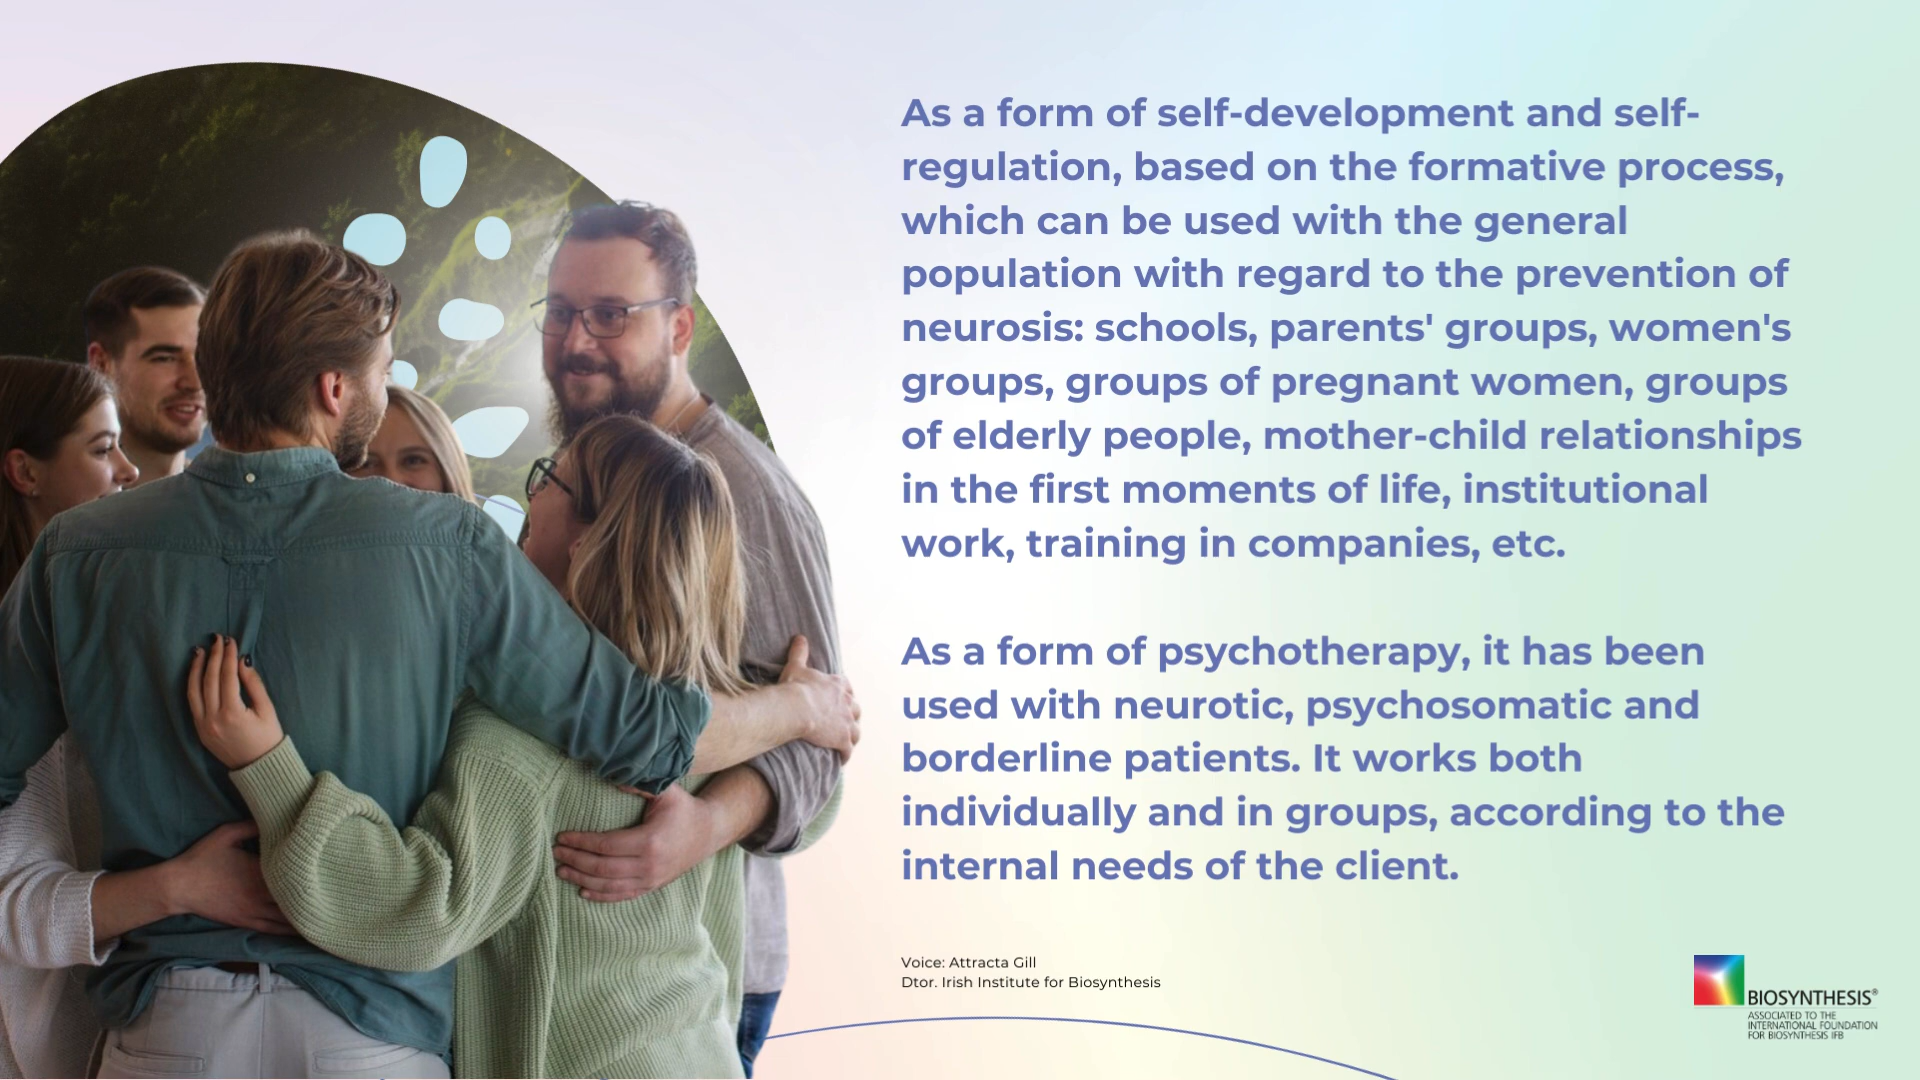 As a form of self-development and self-
regulation, based on the formative process,
which can be used with the general
population with regard to the prevention of
neurosis: schools, parents' groups, women's
groups, groups of pregnant women, groups
of elderly people, mother-child relationships
in the first moments of life, institutional
work, training in companies, etc.
As a form of psychotherapy, it has been
used with neurotic, psychosomatic and
borderline patients. It works both
individually and in groups, according to the
internal needs of the client.
Voice: Attracta Gill
Dtor. Irish Institute for Biosynthesis
BIOSYNTHESIS®
ASSOCIATED TO THE
INTERNATIONAL FOUNDATION
FOR BIOSYNTHESIS IFB